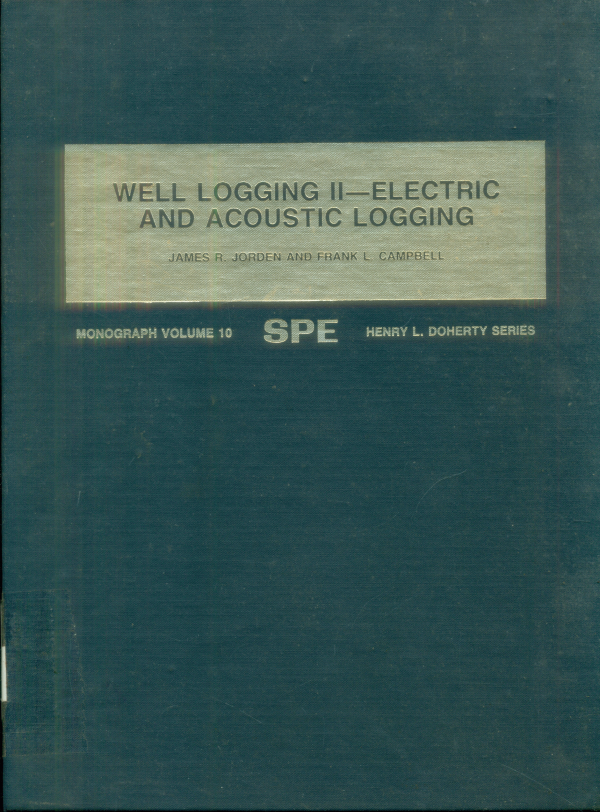 WELL LOGGING II—ELECTRIC
AND ACOUSTIC LOGGING
JAMES R. JORDEN AND FRANK L. CAMPBELL
MONOGRAPH VOLUME 10 SPE HENRY L. DOHERTY SERIES